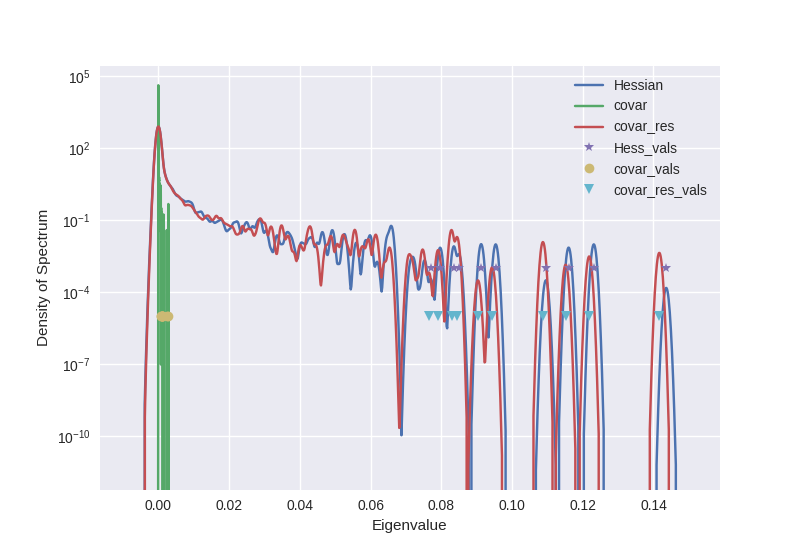 10^5
10^2
10^-1
10^-4
10^-7
10^-10
Density of Spectrum
Hessian
covar
covar_res
Hess_vals
covar_vals
covar_res_vals
0.00 0.02 0.04 0.06 0.08 0.10 0.12 0.14
Eigenvalue